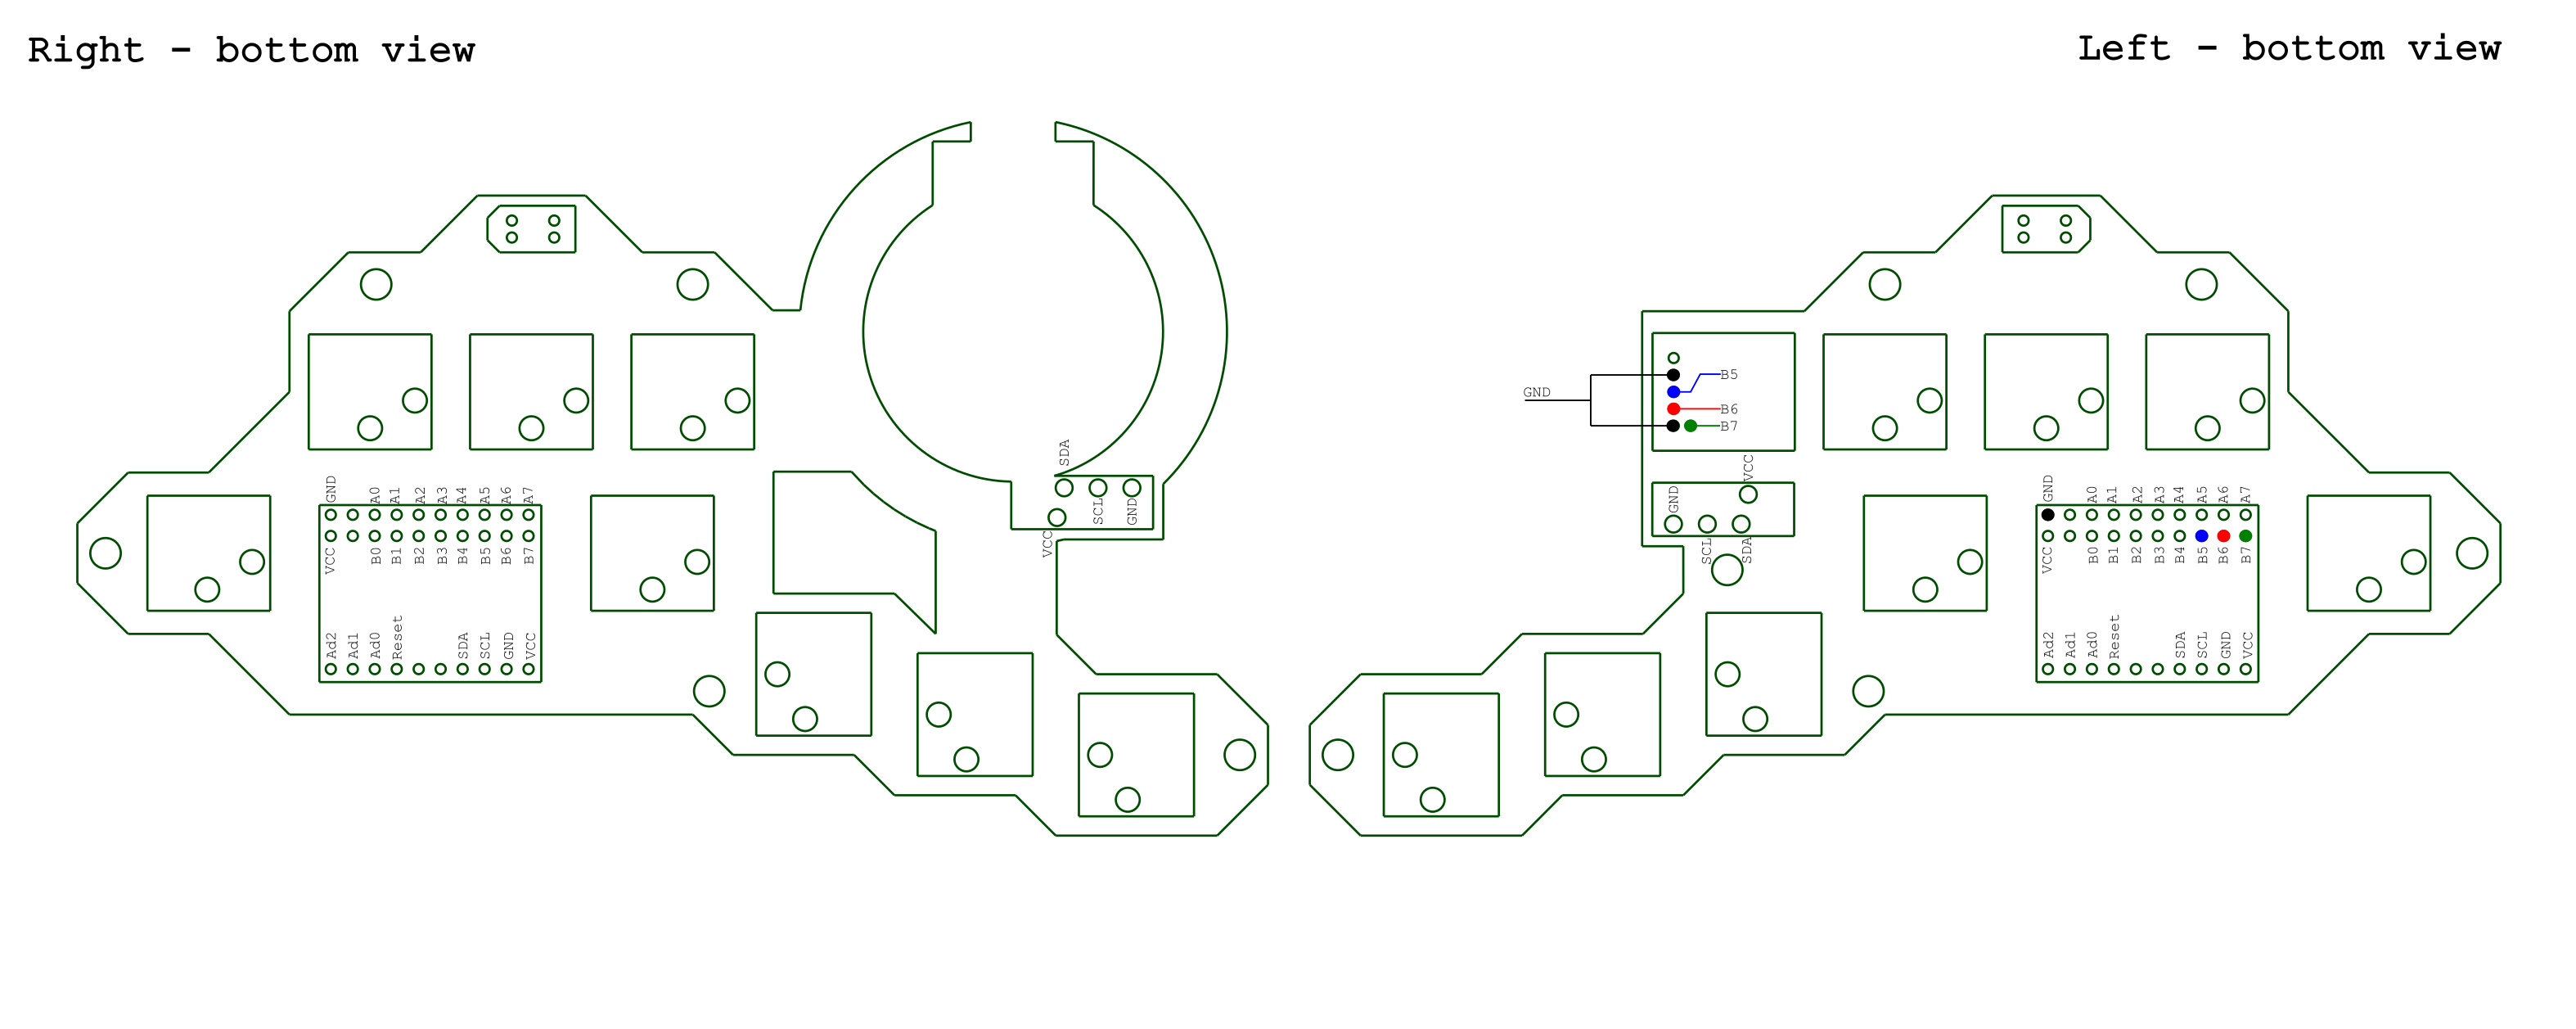 Right - bottom view
Left - bottom view
SDA
SCL
GND
VCC
GND A0 A1 A2 A3 A4 A5 A6 A7
VCC B0 B1 B2 B3 B4 B5 B6 B7
Ad2 Ad1 Ad0 Reset SDA SCL GND VCC
GND
B5
B6
B7
VCC
GND
SCL
SDA
GND A0 A1 A2 A3 A4 A5 A6 A7
VCC B0 B1 B2 B3 B4 B5 B6 B7
Ad2 Ad1 Ad0 Reset SDA SCL GND VCC